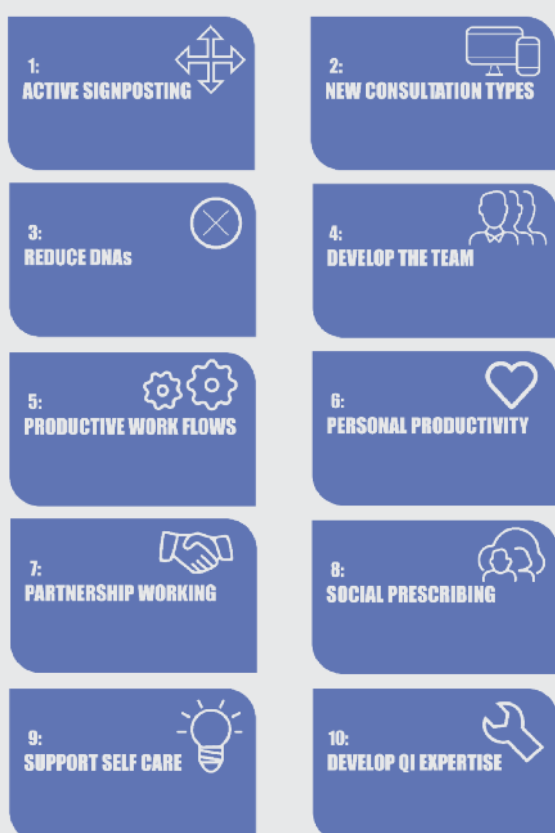 1:
ACTIVE SIGNPOSTING
2:
NEW CONSULTATION TYPES
3:
REDUCE DNAs
4:
DEVELOP THE TEAM
5:
PRODUCTIVE WORK FLOWS
6:
PERSONAL PRODUCTIVITY
7:
PARTNERSHIP WORKING
8:
SOCIAL PRESCRIBING
9:
SUPPORT SELF CARE
10:
DEVELOP QI EXPERTISE